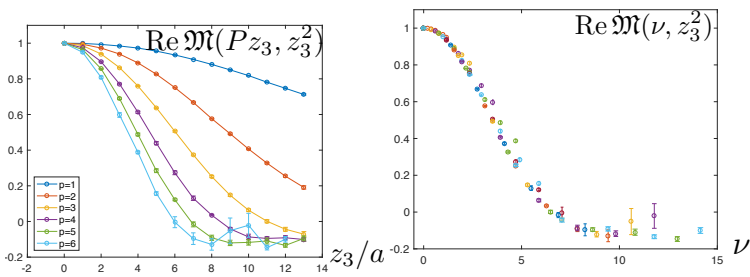 Re 𝔐(Pz₃, z₃²)
1
0.8
0.6
0.4
0.2
0
-0.2
p=1
p=2
p=3
p=4
p=5
p=6
-2 0 2 4 6 8 10 12 14
z₃/a
Re 𝔐(ν, z₃²)
1
0.8
0.6
0.4
0.2
0
-0.2
0 5 10 15
ν